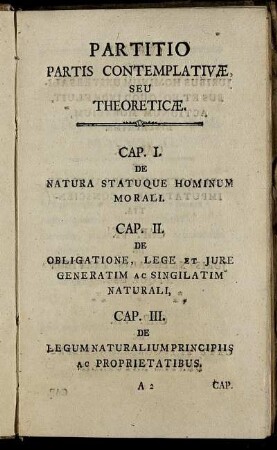 PARTITIO
PARTIS CONTEMPLATIVÆ,
SEU
THEORETICÆ.
CAP. I.
DE
NATURA STATUQUE HOMINUM
MORALI.
CAP. II.
DE
OBLIGATIONE, LEGE ET JURE
GENERATIM AC SINGILATIM
NATURALI,
CAP. III.
DE
LEGUM NATURALIUM PRINCIPIIS
AC PROPRIETATIBUS.
A 2 CAP.